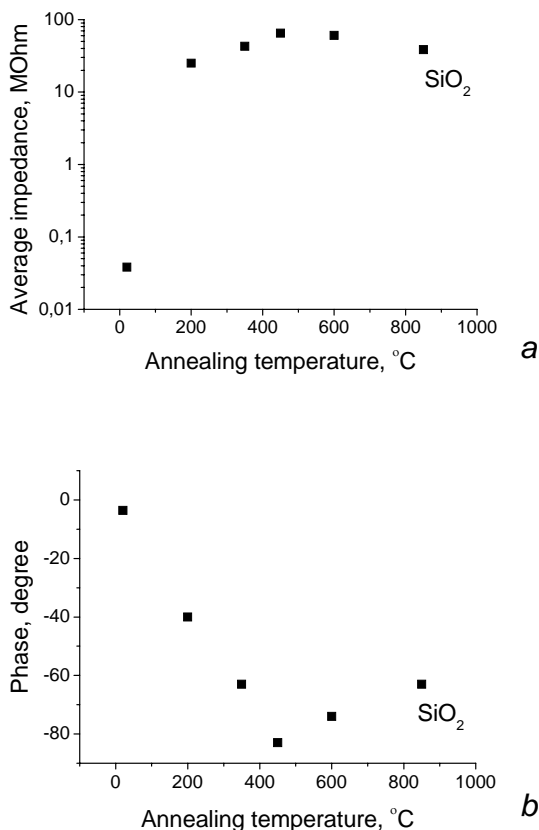 100
10
1
0,1
0,01
Average impedance, MOhm
SiO₂
0 200 400 600 800 1000
Annealing temperature, °C
a
0
-20
-40
-60
-80
Phase, degree
SiO₂
0 200 400 600 800 1000
Annealing temperature, °C
b